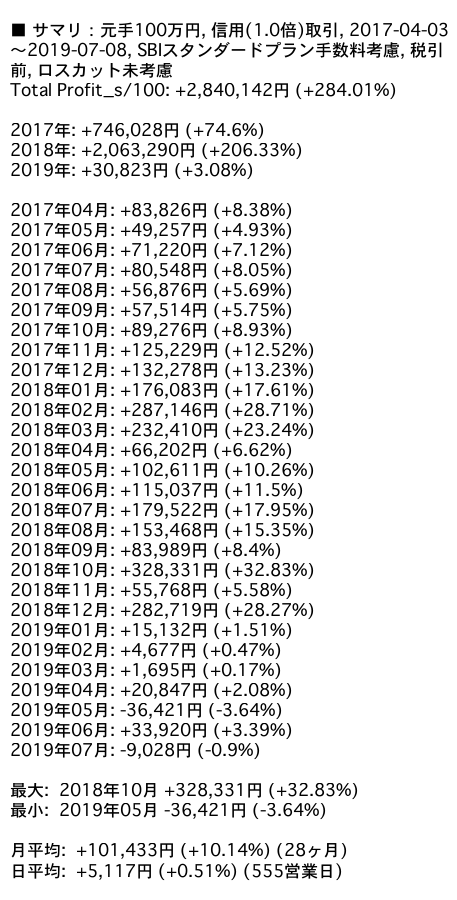 ■ サマリ：元手100万円, 信用(1.0倍)取引, 2017-04-03
～2019-07-08, SBIスタンダードプラン手数料考慮, 税引
前, ロスカット未考慮
Total Profit_s/100: +2,840,142円 (+284.01%)
2017年: +746,028円 (+74.6%)
2018年: +2,063,290円 (+206.33%)
2019年: +30,823円 (+3.08%)
2017年04月: +83,826円 (+8.38%)
2017年05月: +49,257円 (+4.93%)
2017年06月: +71,220円 (+7.12%)
2017年07月: +80,548円 (+8.05%)
2017年08月: +56,876円 (+5.69%)
2017年09月: +57,514円 (+5.75%)
2017年10月: +89,276円 (+8.93%)
2017年11月: +125,229円 (+12.52%)
2017年12月: +132,278円 (+13.23%)
2018年01月: +176,083円 (+17.61%)
2018年02月: +287,146円 (+28.71%)
2018年03月: +232,410円 (+23.24%)
2018年04月: +66,202円 (+6.62%)
2018年05月: +102,611円 (+10.26%)
2018年06月: +115,037円 (+11.5%)
2018年07月: +179,522円 (+17.95%)
2018年08月: +153,468円 (+15.35%)
2018年09月: +83,989円 (+8.4%)
2018年10月: +328,331円 (+32.83%)
2018年11月: +55,768円 (+5.58%)
2018年12月: +282,719円 (+28.27%)
2019年01月: +15,132円 (+1.51%)
2019年02月: +4,677円 (+0.47%)
2019年03月: +1,695円 (+0.17%)
2019年04月: +20,847円 (+2.08%)
2019年05月: -36,421円 (-3.64%)
2019年06月: +33,920円 (+3.39%)
2019年07月: -9,028円 (-0.9%)
最大: 2018年10月 +328,331円 (+32.83%)
最小: 2019年05月 -36,421円 (-3.64%)
月平均: +101,433円 (+10.14%) (28ヶ月)
日平均: +5,117円 (+0.51%) (555営業日)